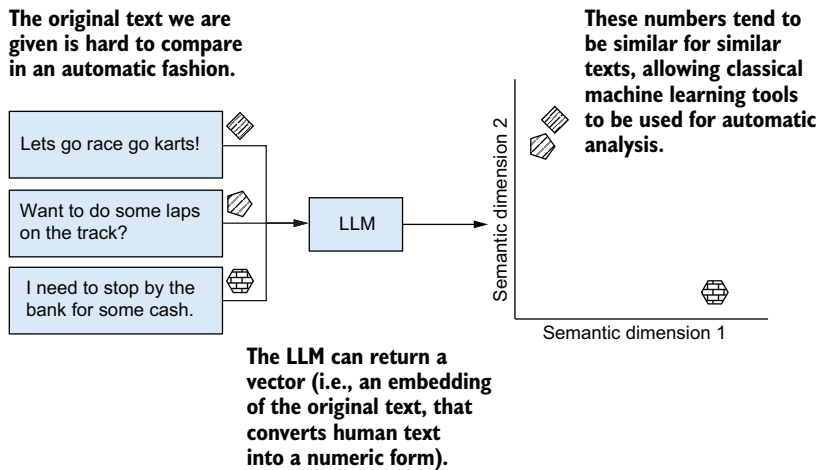 The original text we are
given is hard to compare
in an automatic fashion.
These numbers tend to
be similar for similar
texts, allowing classical
machine learning tools
to be used for automatic
analysis.
Lets go race go karts!
Want to do some laps
on the track?
I need to stop by the
bank for some cash.
LLM
Semantic dimension 2
Semantic dimension 1
The LLM can return a
vector (i.e., an embedding
of the original text, that
converts human text
into a numeric form).